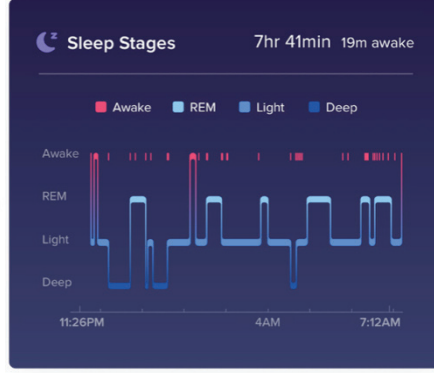 Sleep Stages 7hr 41min 19m awake
Awake REM Light Deep
Awake
REM
Light
Deep
11:26PM 4AM 7:12AM